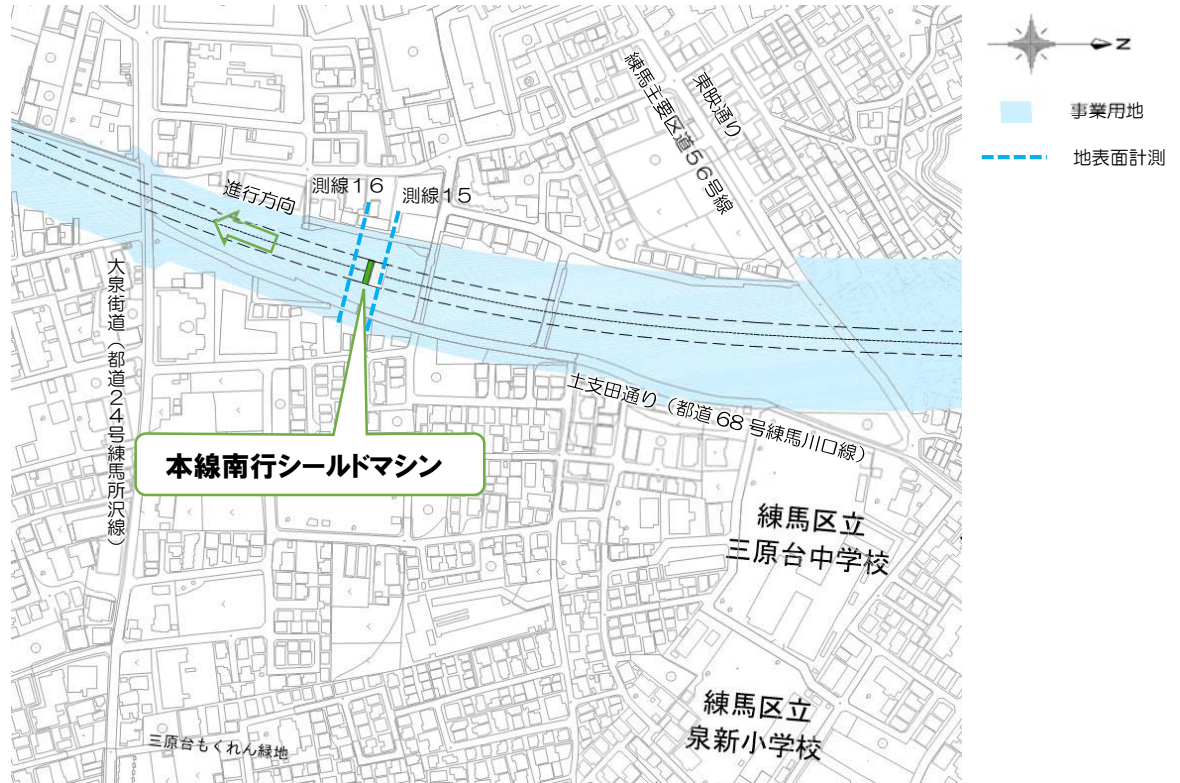 N
事業用地
地表面計測
東映通り
練馬主要区道56号線
進行方向
測線16
測線15
大泉街道（都道24号練馬所沢線）
土支田通り（都道68号練馬川口線）
本線南行シールドマシン
練馬区立
三原台中学校
練馬区立
泉新小学校
三原台もくれん緑地